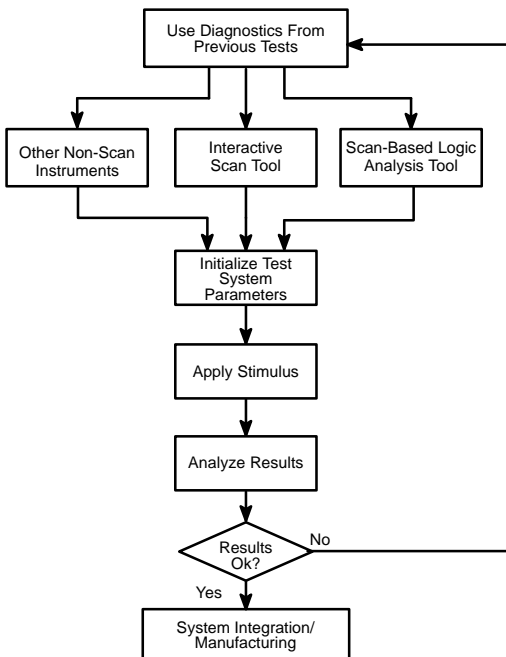 Use Diagnostics From
Previous Tests
Other Non-Scan
Instruments
Interactive
Scan Tool
Scan-Based Logic
Analysis Tool
Initialize Test
System
Parameters
Apply Stimulus
Analyze Results
Results
Ok?
No
Yes
System Integration/
Manufacturing